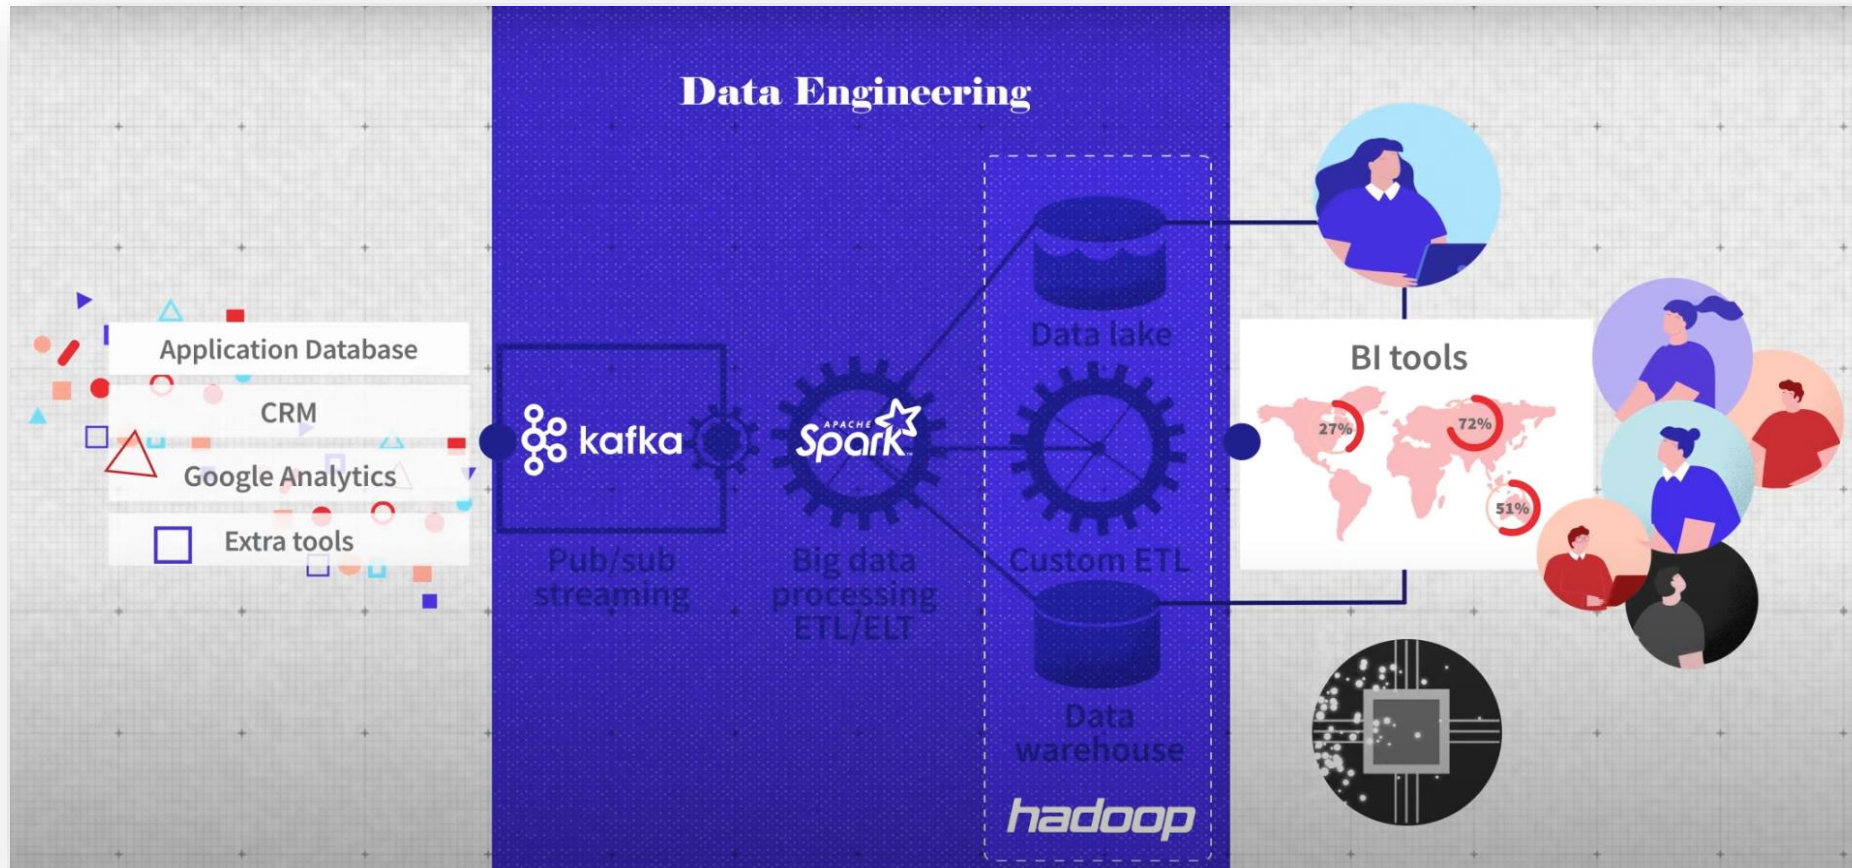 Data Engineering
Application Database
CRM
Google Analytics
Extra tools
kafka
Pub/sub
streaming
APACHE
Spark
Big data
processing
ETL/ELT
Data lake
Custom ETL
Data
warehouse
hadoop
BI tools
27%
72%
51%